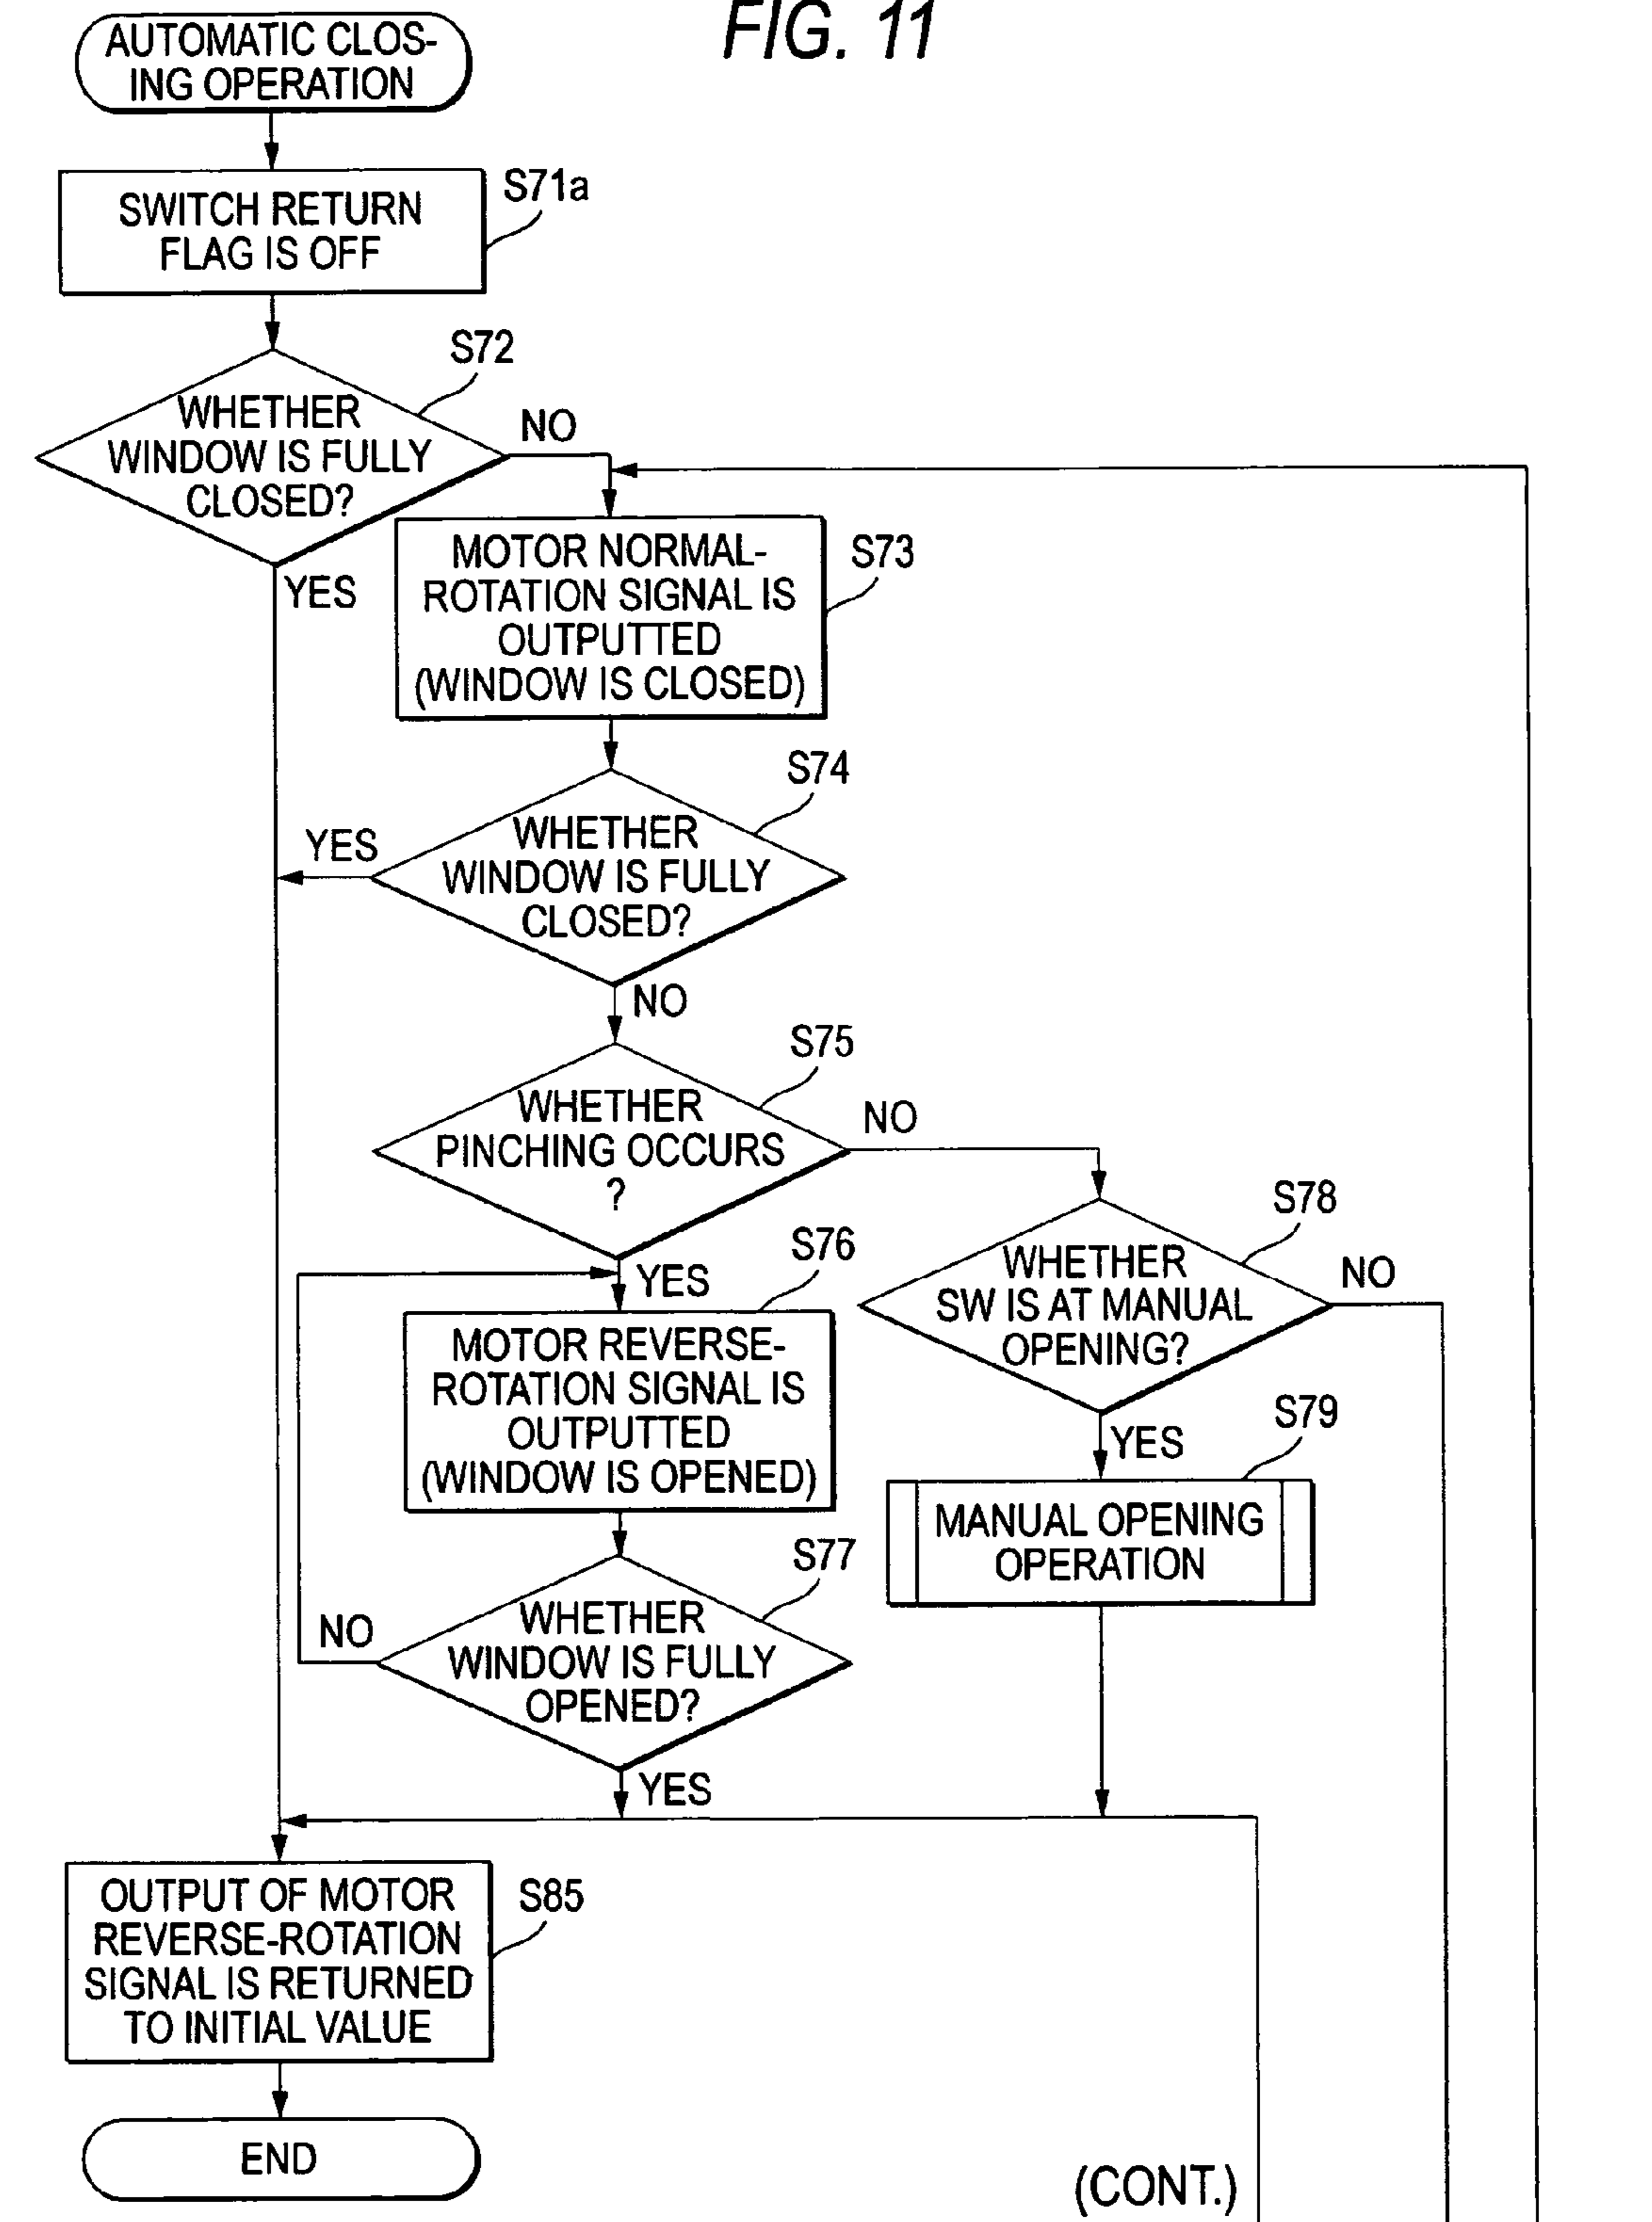 FIG. 11
AUTOMATIC CLOS-
ING OPERATION
S71a
SWITCH RETURN
FLAG IS OFF
S72
WHETHER
WINDOW IS FULLY
CLOSED?
NO
YES
S73
MOTOR NORMAL-
ROTATION SIGNAL IS
OUTPUTTED
(WINDOW IS CLOSED)
S74
WHETHER
WINDOW IS FULLY
CLOSED?
YES
NO
S75
WHETHER
PINCHING OCCURS
?
NO
YES
S76
MOTOR REVERSE-
ROTATION SIGNAL IS
OUTPUTTED
(WINDOW IS OPENED)
S77
WHETHER
WINDOW IS FULLY
OPENED?
NO
YES
S78
WHETHER
SW IS AT MANUAL
OPENING?
NO
YES
S79
MANUAL OPENING
OPERATION
S85
OUTPUT OF MOTOR
REVERSE-ROTATION
SIGNAL IS RETURNED
TO INITIAL VALUE
END
(CONT.)